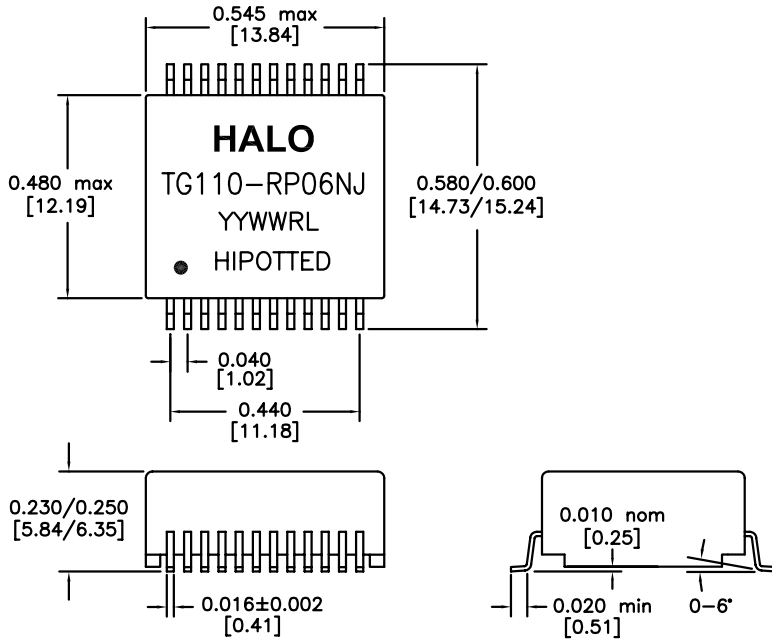 0.545 max
[13.84]
HALO
TG110-RP06NJ
YYWWRL
HIPOTTED
0.480 max
[12.19]
0.580/0.600
[14.73/15.24]
0.040
[1.02]
0.440
[11.18]
0.230/0.250
[5.84/6.35]
0.016±0.002
[0.41]
0.010 nom
[0.25]
0.020 min
[0.51]
0-6°